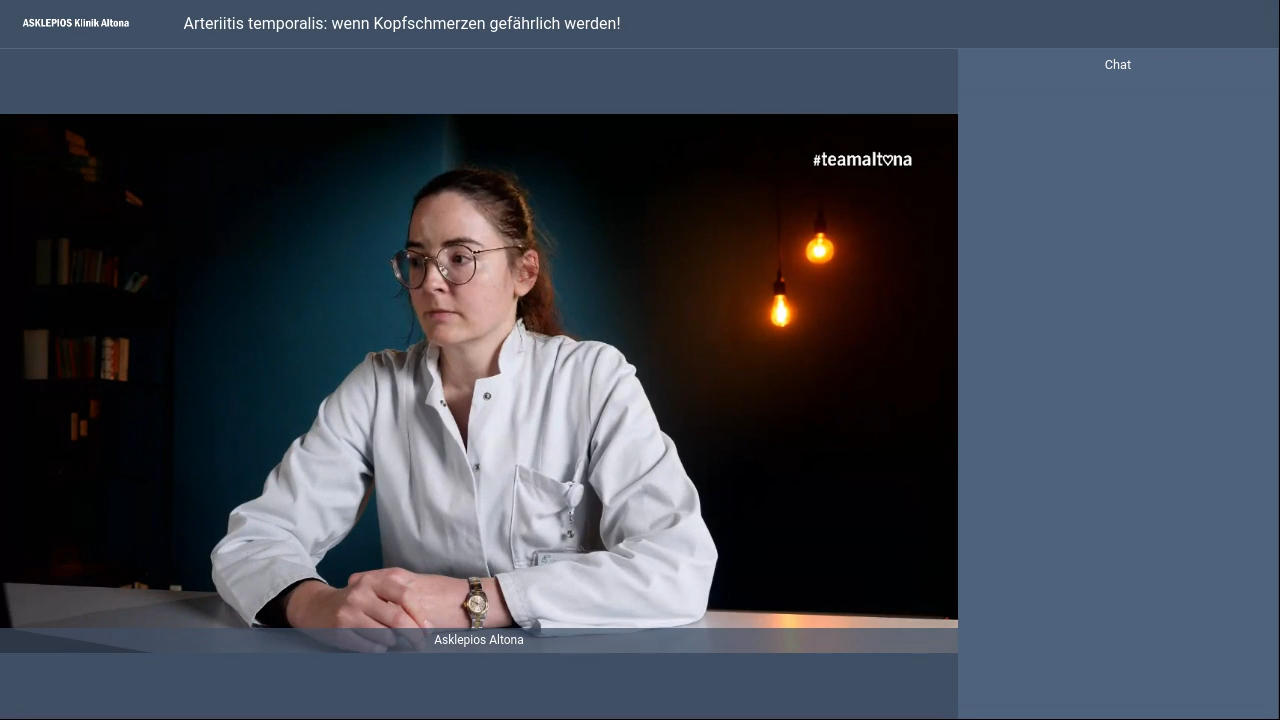 ASKLEPIOS Klinik Altona
Arteriitis temporalis: wenn Kopfschmerzen gefährlich werden!
Chat
#teamaltona
Asklepios Altona